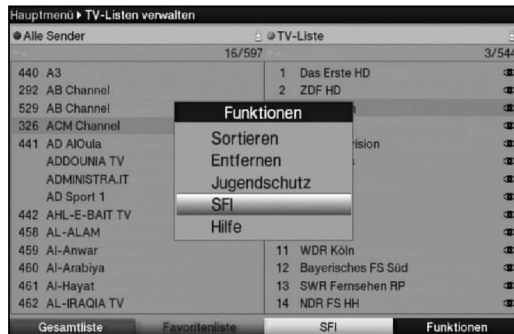 Hauptmenü ▸ TV-Listen verwalten
Alle Sender
TV-Liste
16/597
3/544
440 A3
292 AB Channel
529 AB Channel
326 ACM Channel
441 AD AlOula
ADDOUNIA TV
ADMINISTRA.IT
AD Sport 1
442 AHL-E-BAIT TV
458 AL-ALAM
459 Al-Anwar
460 Al-Arabiya
461 Al-Hayat
462 AL-IRAQIA TV
1 Das Erste HD
2 ZDF HD
11 WDR Köln
12 Bayerisches FS Süd
13 SWR Fernsehen RP
14 NDR FS HH
Funktionen
Sortieren
Entfernen
Jugendschutz
SFI
Hilfe
Gesamtliste
Favoritenliste
SFI
Funktionen